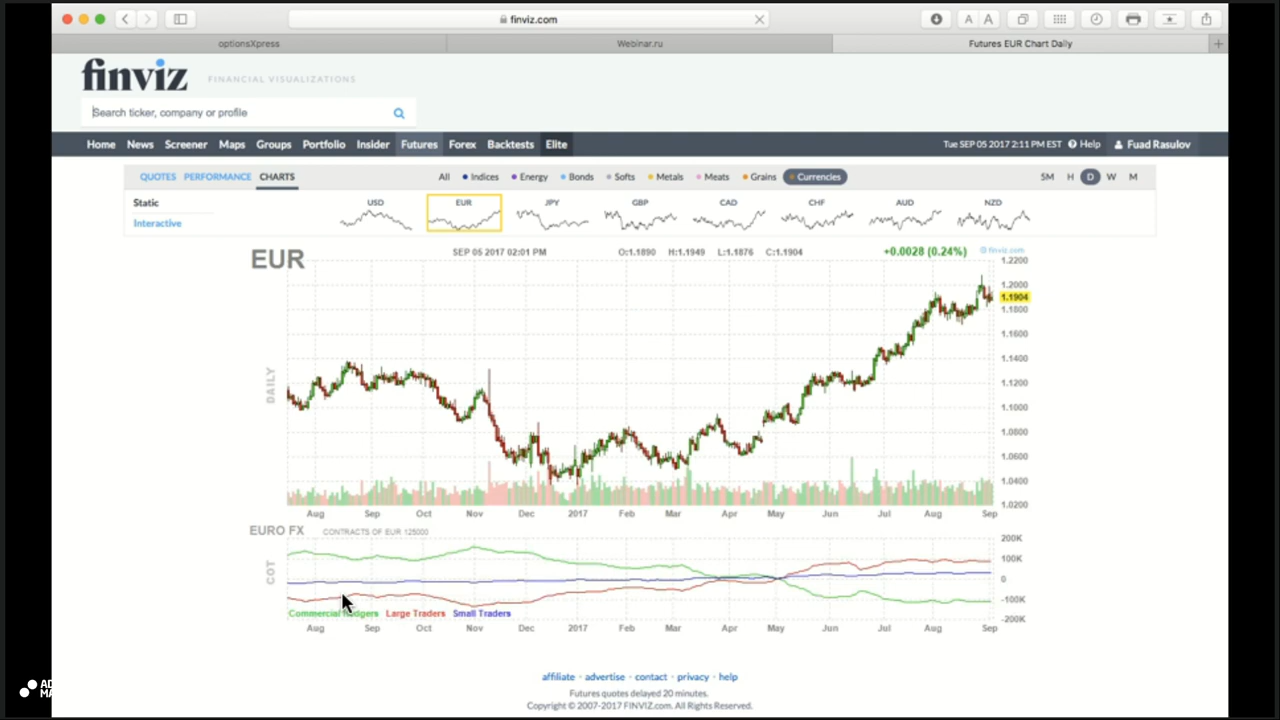 finviz.com
A A
optionsXpress Webinar.ru Futures EUR Chart Daily
finviz FINANCIAL VISUALIZATIONS
Search ticker, company or profile
Home News Screener Maps Groups Portfolio Insider Futures Forex Backtests Elite Tue SEP 05 2017 2:11 PM EST Help Fuad Rasulov
QUOTES PERFORMANCE CHARTS All Indices Energy Bonds Softs Metals Meats Grains Currencies 5M H D W M
Static USD EUR JPY GBP CAD CHF AUD NZD
Interactive
EUR SEP 05 2017 02:01 PM O:1.1890 H:1.1949 L:1.1876 C:1.1904 +0.0028 (0.24%) © finviz.com
1.2200
1.2000
1.1904
1.1800
1.1600
1.1400
DAILY
1.1200
1.1000
1.0800
1.0600
1.0400
1.0200
Aug Sep Oct Nov Dec 2017 Feb Mar Apr May Jun Jul Aug Sep
EURO FX CONTRACTS OF EUR 125000
200K
100K
COT
0
-100K
Commercial Large Traders Small Traders
-200K
Aug Sep Oct Nov Dec 2017 Feb Mar Apr May Jun Jul Aug Sep
affiliate · advertise · contact · privacy · help
Futures quotes delayed 20 minutes.
Copyright © 2007-2017 FINVIZ.com. All Rights Reserved.